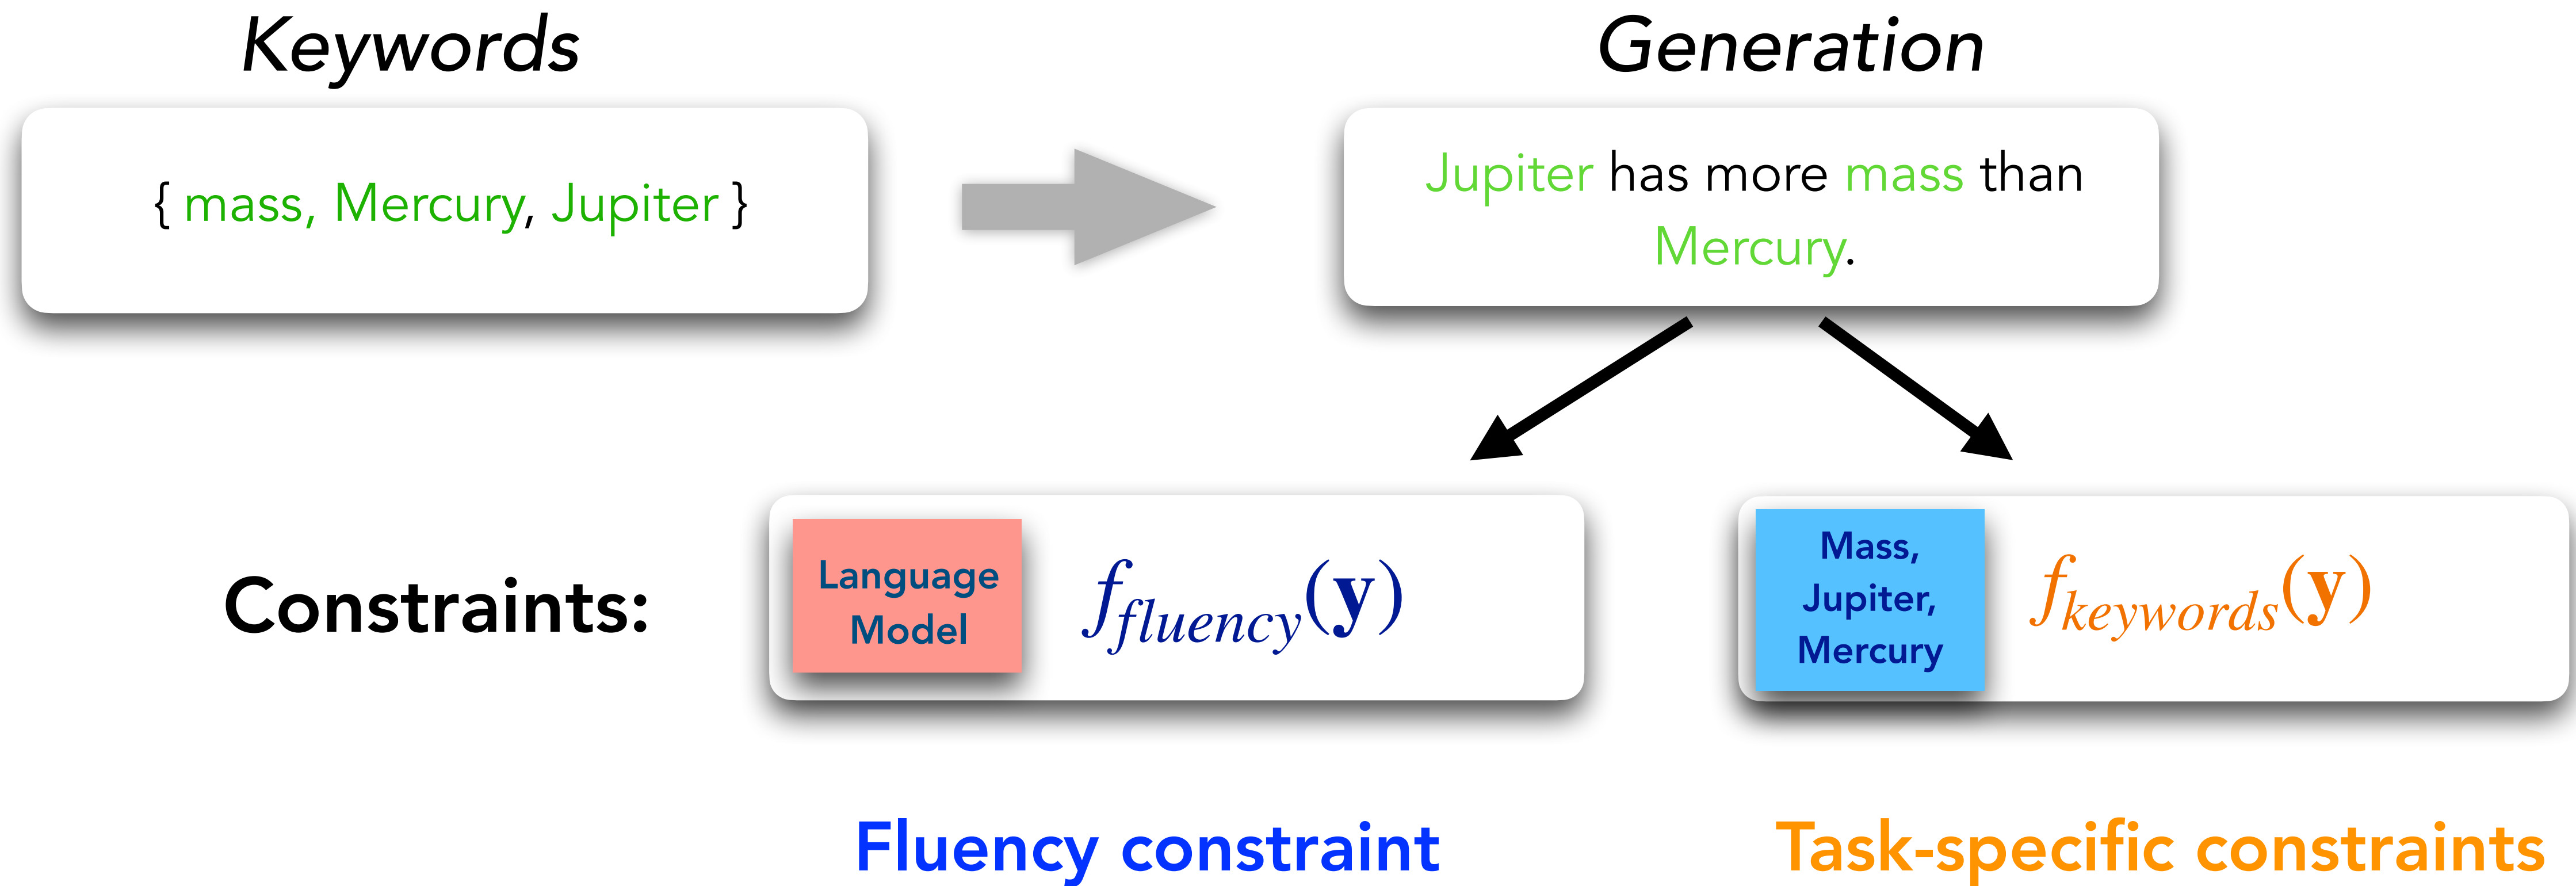 Keywords
Generation
{ mass, Mercury, Jupiter }
Jupiter has more mass than
Mercury.
Constraints:
Language
Model
f_fluency(y)
Mass,
Jupiter,
Mercury
f_keywords(y)
Fluency constraint
Task-specific constraints